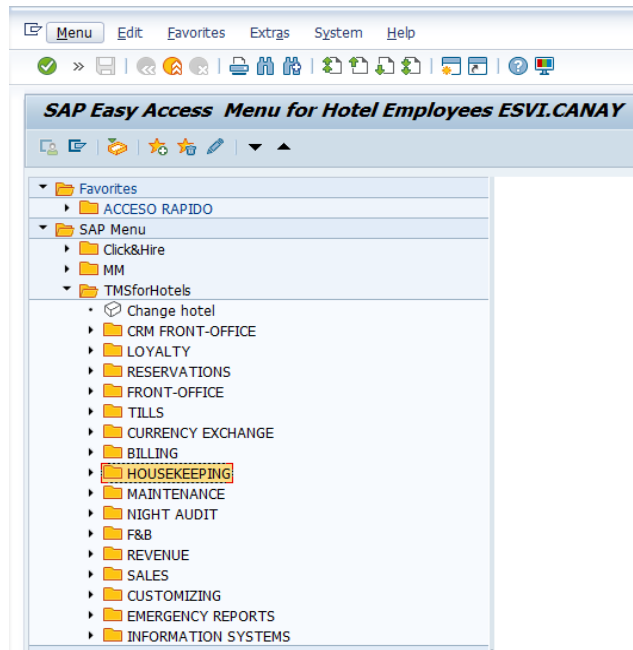 Menu Edit Favorites Extras System Help
SAP Easy Access Menu for Hotel Employees ESVI.CANAY
Favorites
ACCESO RAPIDO
SAP Menu
Click&Hire
MM
TMSforHotels
Change hotel
CRM FRONT-OFFICE
LOYALTY
RESERVATIONS
FRONT-OFFICE
TILLS
CURRENCY EXCHANGE
BILLING
HOUSEKEEPING
MAINTENANCE
NIGHT AUDIT
F&B
REVENUE
SALES
CUSTOMIZING
EMERGENCY REPORTS
INFORMATION SYSTEMS